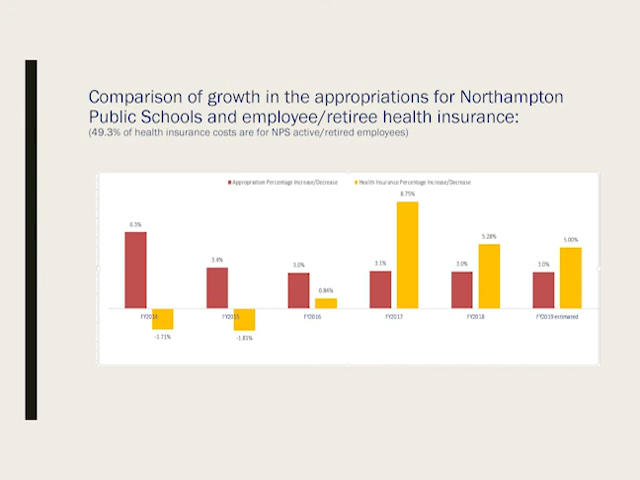 Comparison of growth in the appropriations for Northampton
Public Schools and employee/retiree health insurance:
(49.3% of health insurance costs are for NPS active/retired employees)
Appropriation Percentage Increase/Decrease
Health Insurance Percentage Increase/Decrease
8.75%
6.3%
5.28%
5.00%
3.4%
3.0%
3.1%
3.0%
3.0%
0.84%
FY2014
FY2015
FY2016
FY2017
FY2018
FY2019 estimated
-1.71%
-1.81%